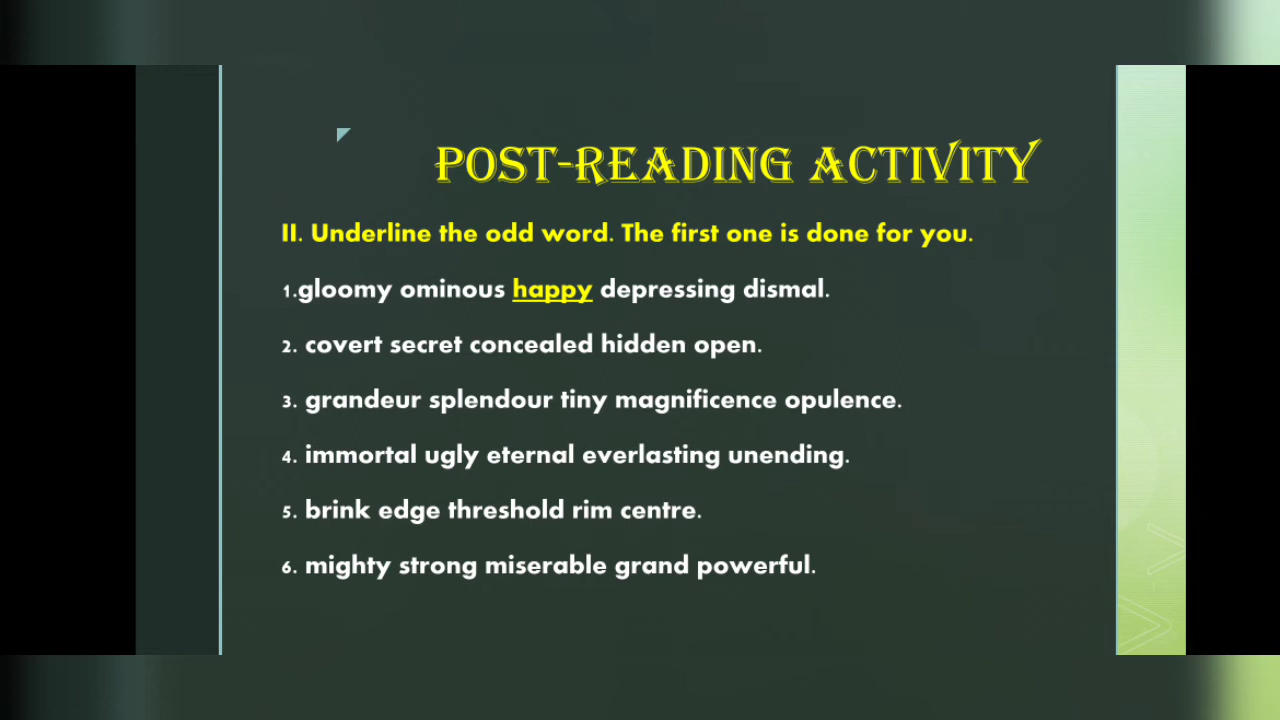 POST-READING ACTIVITY
II. Underline the odd word. The first one is done for you.
1.gloomy ominous happy depressing dismal.
2. covert secret concealed hidden open.
3. grandeur splendour tiny magnificence opulence.
4. immortal ugly eternal everlasting unending.
5. brink edge threshold rim centre.
6. mighty strong miserable grand powerful.